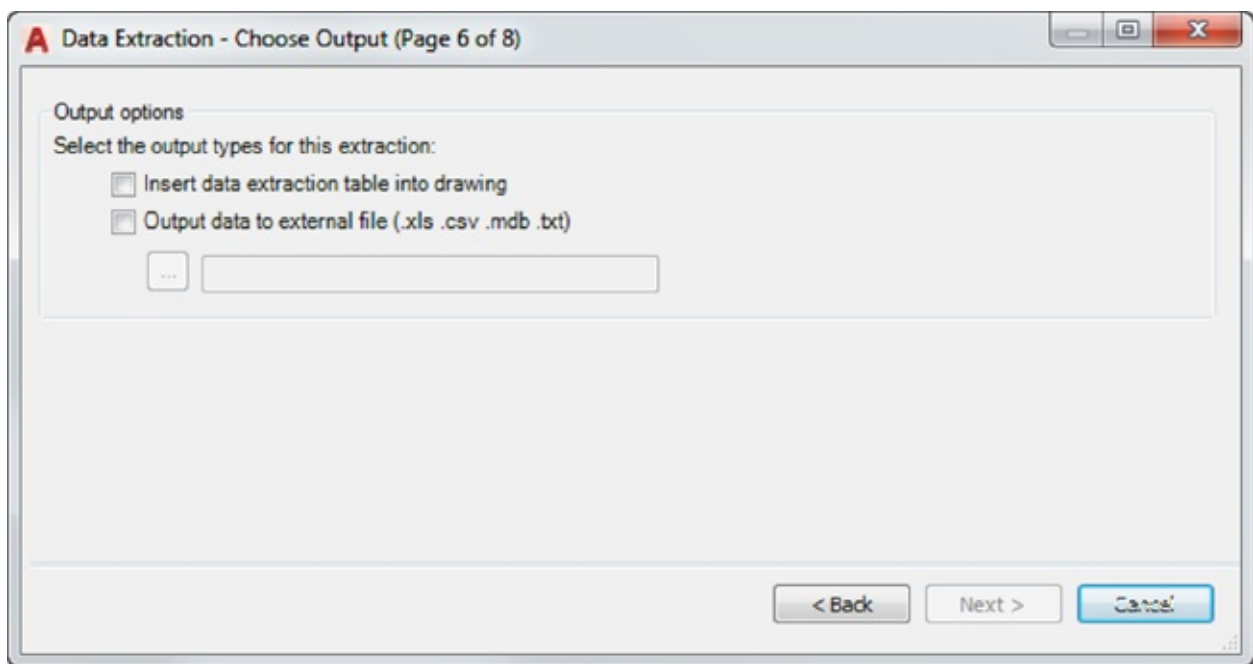 A Data Extraction - Choose Output (Page 6 of 8)
Output options
Select the output types for this extraction:
Insert data extraction table into drawing
Output data to external file (.xls .csv .mdb .txt)
...
< Back Next > Cancel